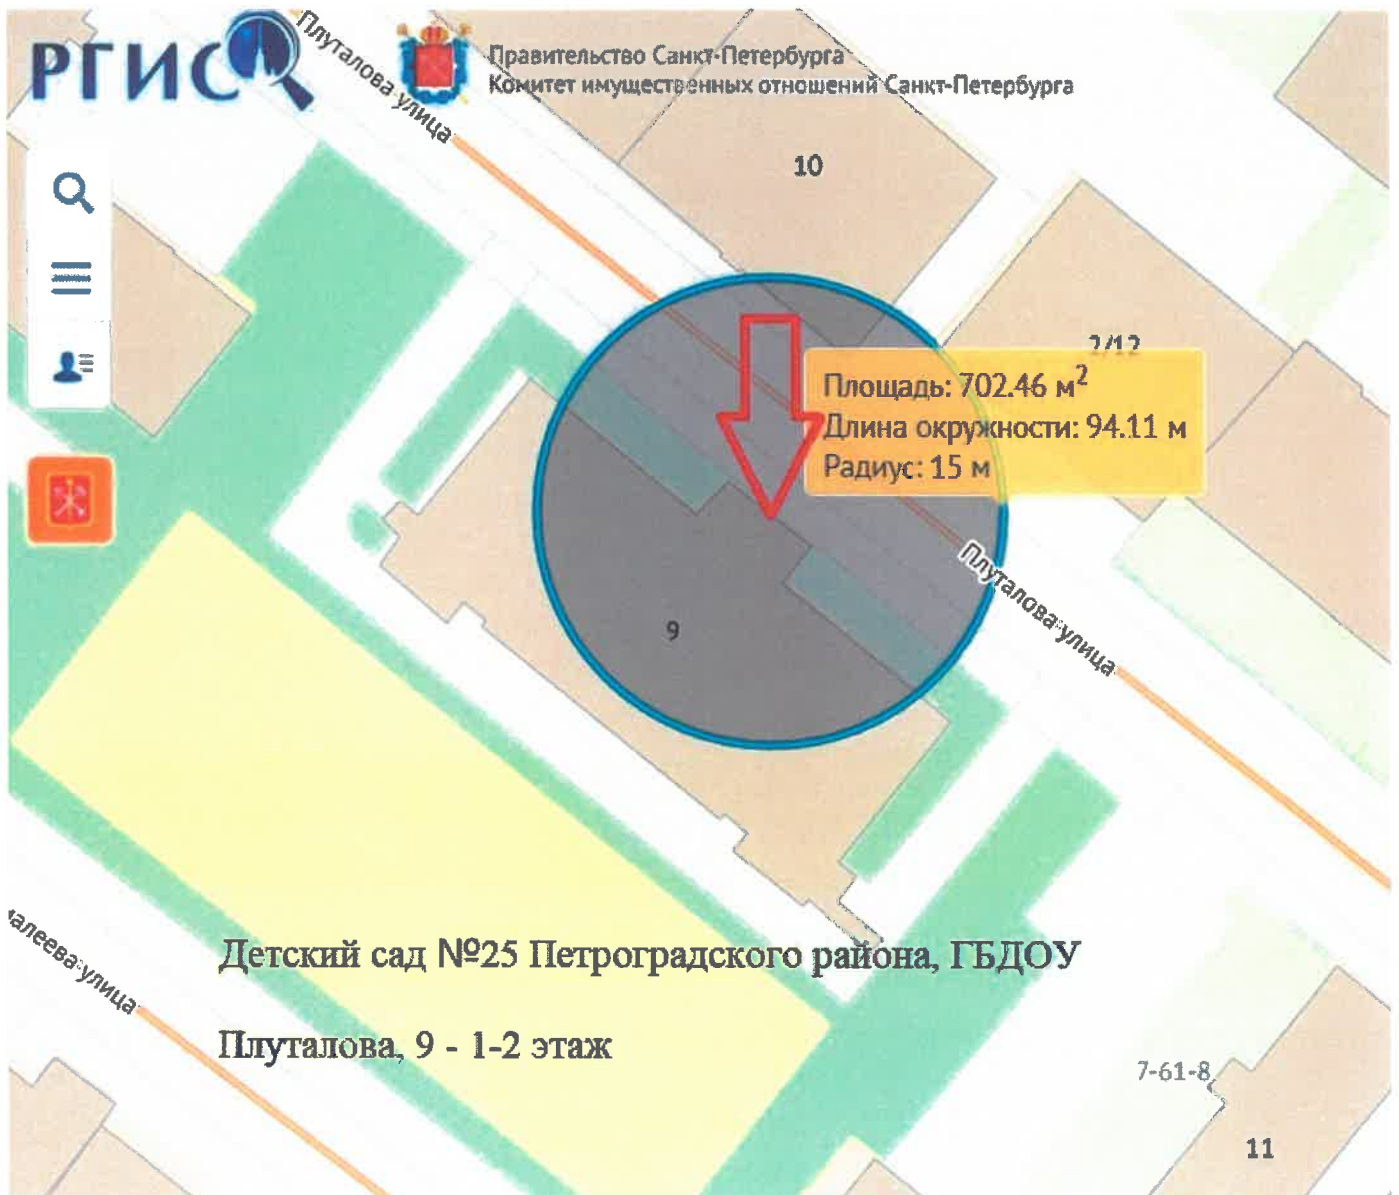 РГИС
Правительство Санкт-Петербурга
Комитет имущественных отношений Санкт-Петербурга
Плуталова улица
10
2/12
Площадь: 702.46 м²
Длина окружности: 94.11 м
Радиус: 15 м
Плуталова улица
9
Детский сад №25 Петроградского района, ГБДОУ
Плуталова, 9 - 1-2 этаж
улица
7-61-8
11